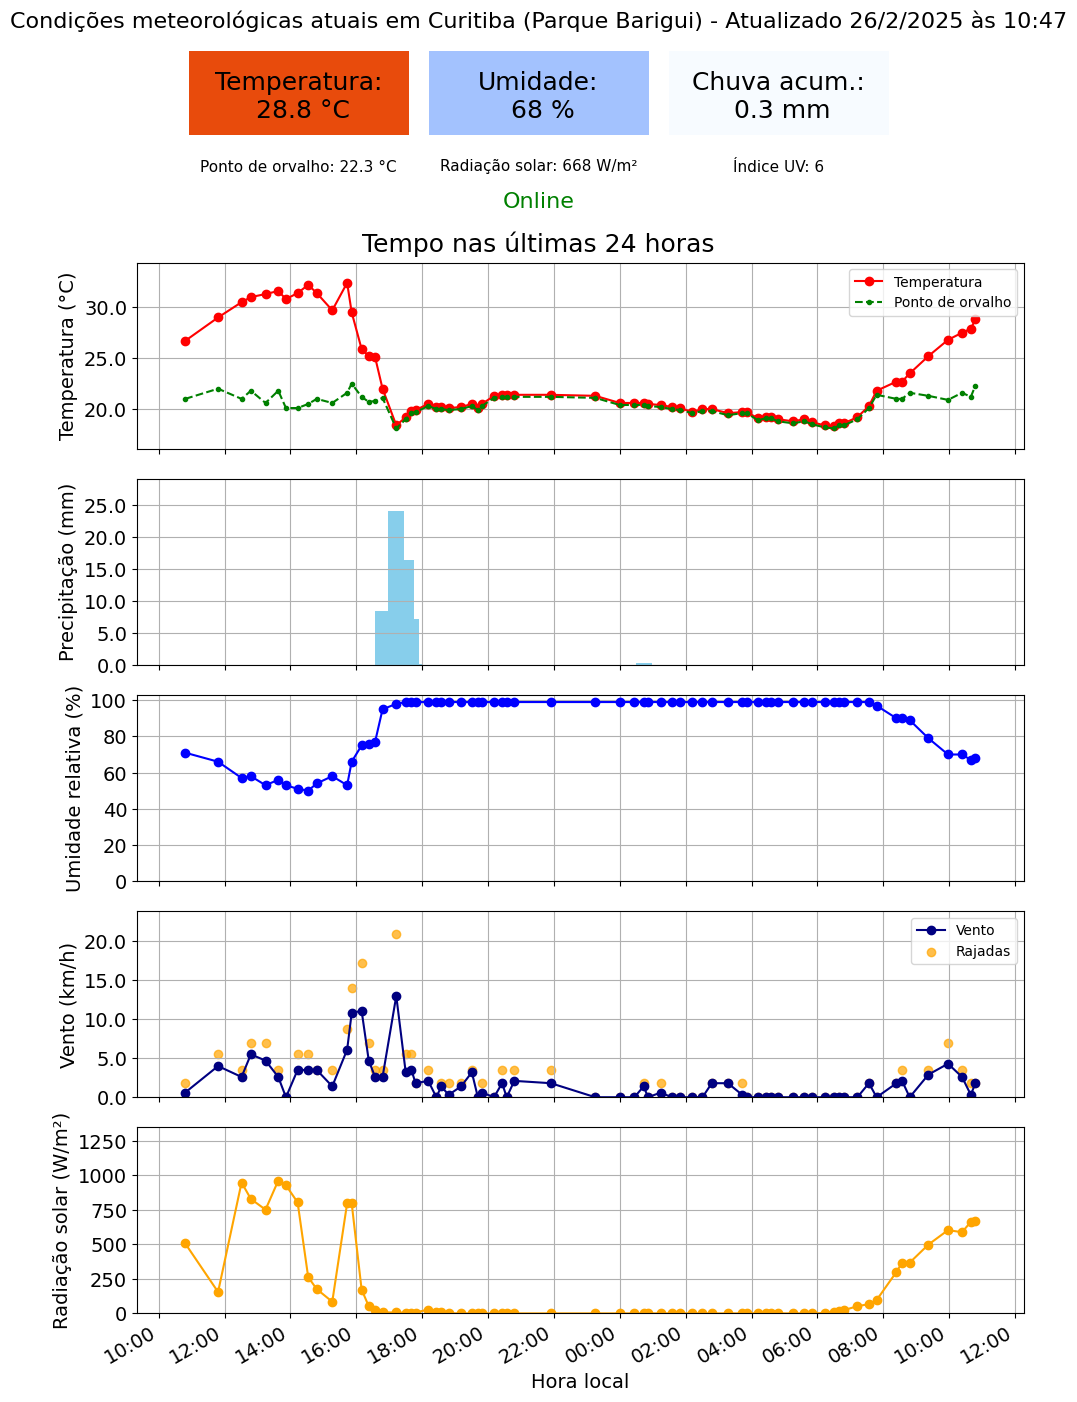 Condições meteorológicas atuais em Curitiba (Parque Barigui) - Atualizado 26/2/2025 às 10:47
Temperatura:
28.8 °C
Umidade:
68 %
Chuva acum.:
0.3 mm
Ponto de orvalho: 22.3 °C
Radiação solar: 668 W/m²
Índice UV: 6
Online
Tempo nas últimas 24 horas
Temperatura (°C)
30.0
25.0
20.0
Temperatura
Ponto de orvalho
Precipitação (mm)
25.0
20.0
15.0
10.0
5.0
0.0
Umidade relativa (%)
100
80
60
40
20
0
Vento (km/h)
20.0
15.0
10.0
5.0
0.0
Vento
Rajadas
Radiação solar (W/m²)
1250
1000
750
500
250
0
10:00
12:00
14:00
16:00
18:00
20:00
22:00
00:00
02:00
04:00
06:00
08:00
10:00
12:00
Hora local